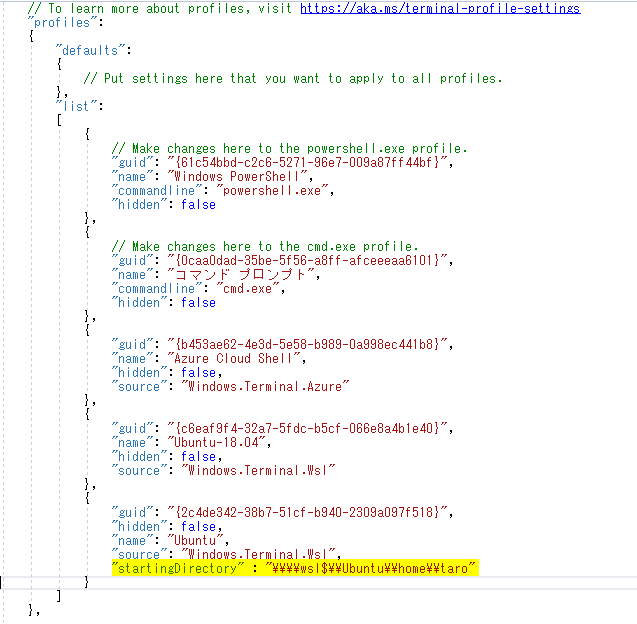 // To learn more about profiles, visit https://aka.ms/terminal-profile-settings
"profiles":
{
"defaults":
{
// Put settings here that you want to apply to all profiles.
},
"list":
[
{
// Make changes here to the powershell.exe profile.
"guid": "{61c54bbd-c2c6-5271-96e7-009a87ff44bf}",
"name": "Windows PowerShell",
"commandline": "powershell.exe",
"hidden": false
},
{
// Make changes here to the cmd.exe profile.
"guid": "{0caa0dad-35be-5f56-a8ff-afceeeaa6101}",
"name": "コマンド プロンプト",
"commandline": "cmd.exe",
"hidden": false
},
{
"guid": "{b453ae62-4e3d-5e58-b989-0a998ec441b8}",
"name": "Azure Cloud Shell",
"hidden": false,
"source": "Windows.Terminal.Azure"
},
{
"guid": "{c6eaf9f4-32a7-5fdc-b5cf-066e8a4b1e40}",
"name": "Ubuntu-18.04",
"hidden": false,
"source": "Windows.Terminal.Wsl"
},
{
"guid": "{2c4de342-38b7-51cf-b940-2309a097f518}",
"hidden": false,
"name": "Ubuntu",
"source": "Windows.Terminal.Wsl",
"startingDirectory" : "¥¥¥¥wsl$¥¥Ubuntu¥¥home¥¥taro"
}
]
},